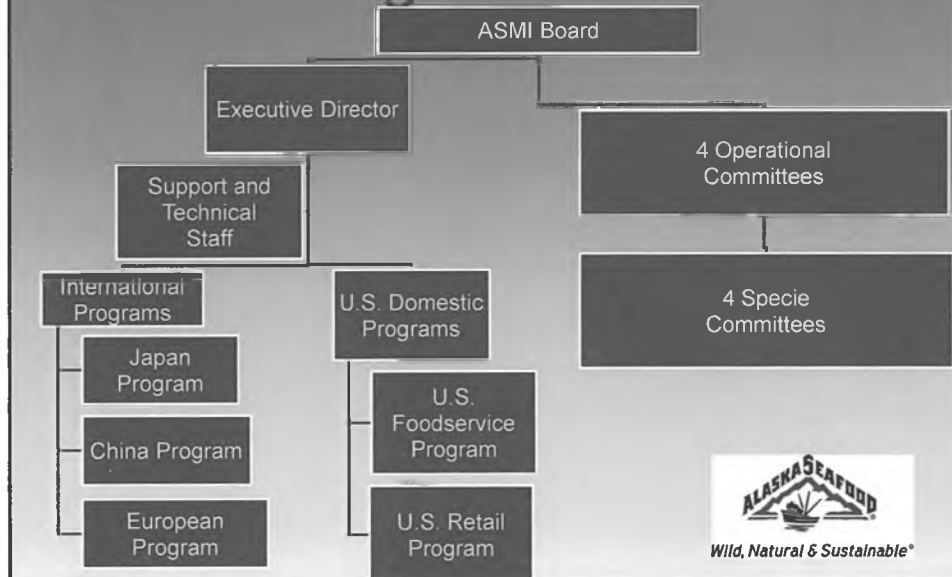 ASMI Board
Executive Director
4 Operational
Committees
Support and
Technical
Staff
4 Specie
Committees
International
Programs
U.S. Domestic
Programs
Japan
Program
U.S.
Foodservice
Program
China Program
European
Program
U.S. Retail
Program
ALASKA SEAFOOD®
Wild, Natural & Sustainable®